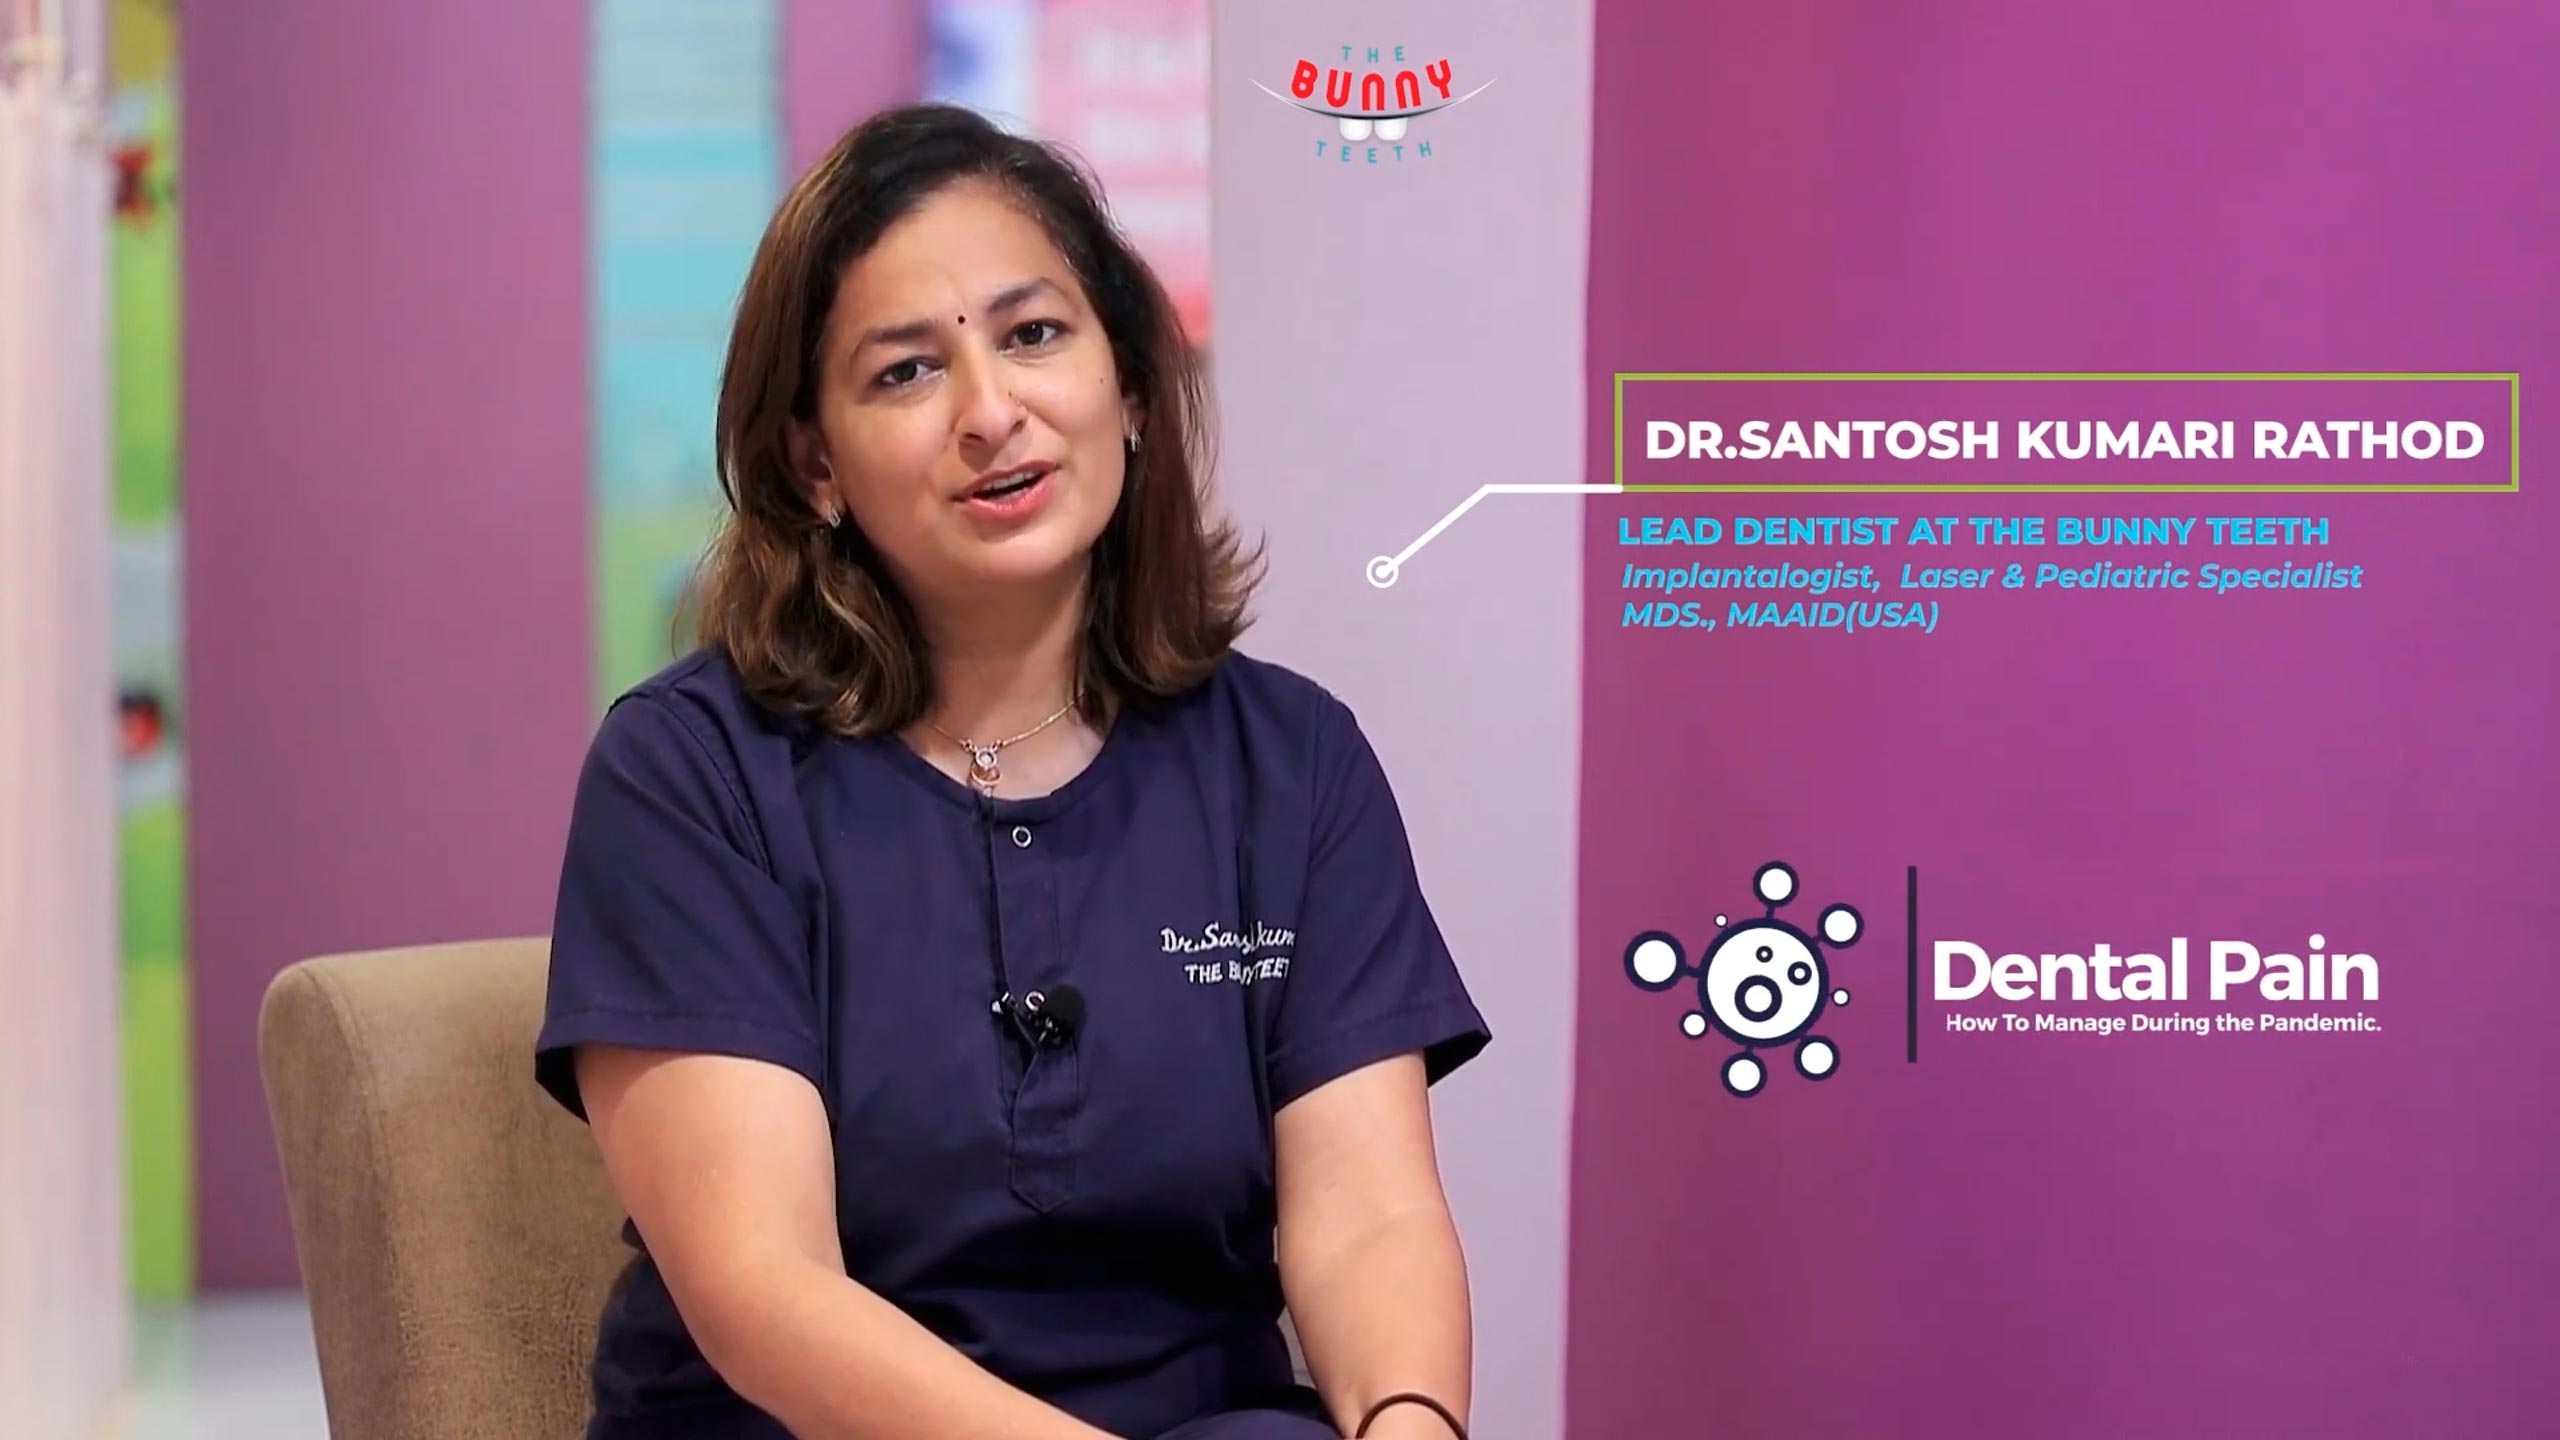 THE
BUNNY
TEETH
DR.SANTOSH KUMARI RATHOD
LEAD DENTIST AT THE BUNNY TEETH
Implantalogist, Laser & Pediatric Specialist
MDS., MAAID(USA)
Dental Pain
How To Manage During the Pandemic.
THE